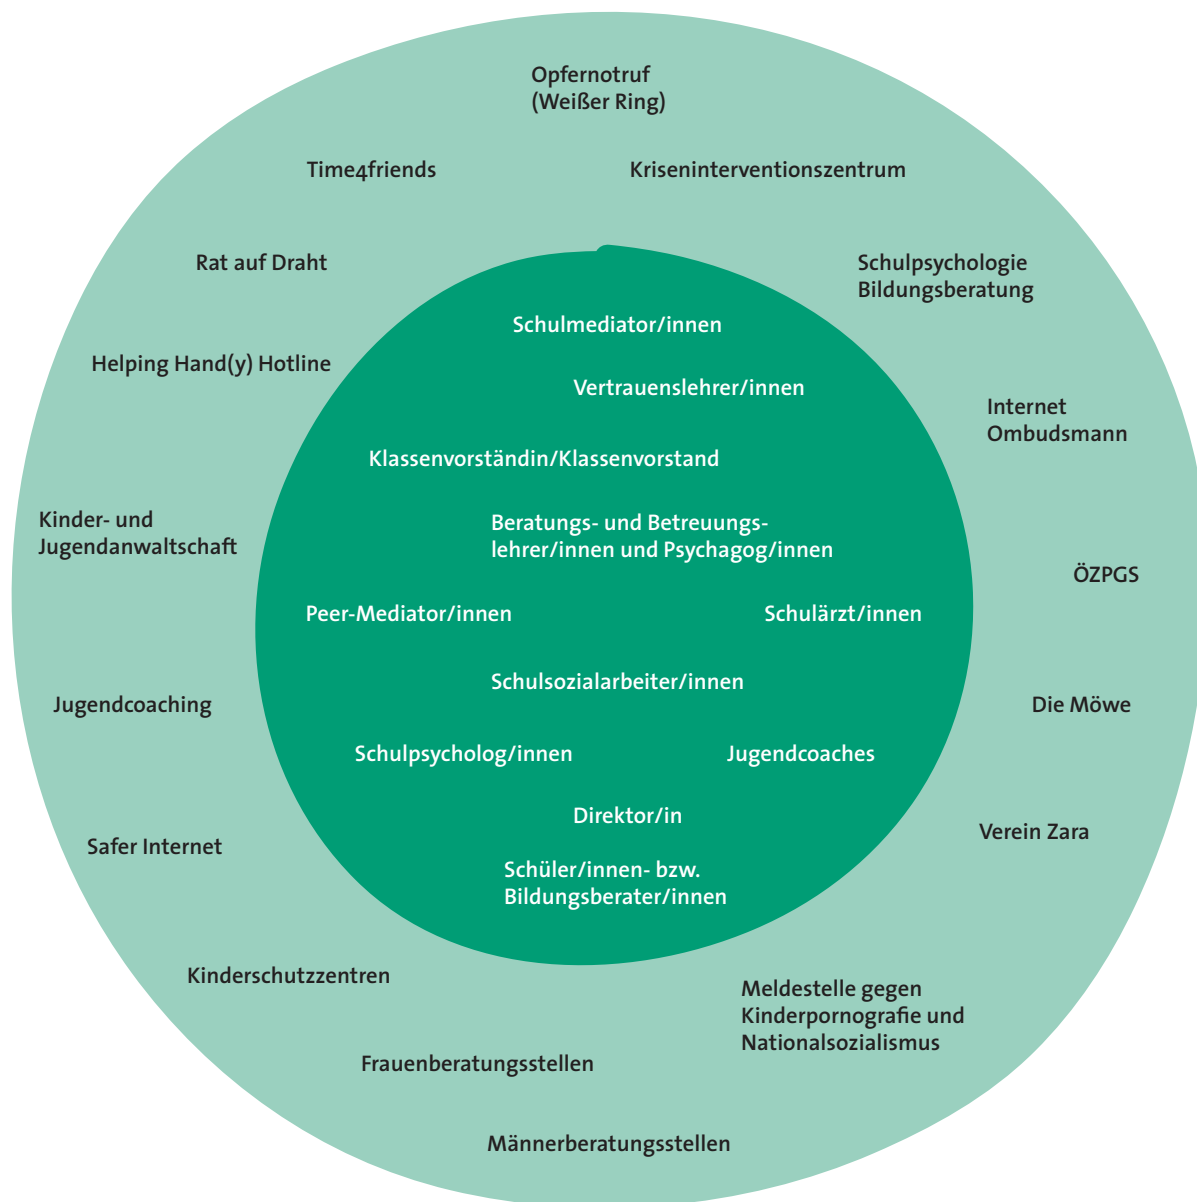 Opfernotruf
(Weißer Ring)
Time4friends
Kriseninterventionszentrum
Rat auf Draht
Schulpsychologie
Bildungsberatung
Schulmediator/innen
Helping Hand(y) Hotline
Vertrauenslehrer/innen
Internet
Ombudsmann
Klassenvorständin/Klassenvorstand
Kinder- und
Jugendanwaltschaft
Beratungs- und Betreuungs-
lehrer/innen und Psychagog/innen
ÖZPGS
Peer-Mediator/innen
Schulärzt/innen
Schulsozialarbeiter/innen
Jugendcoaching
Die Möwe
Schulpsycholog/innen
Jugendcoaches
Direktor/in
Verein Zara
Safer Internet
Schüler/innen- bzw.
Bildungsberater/innen
Kinderschutzzentren
Meldestelle gegen
Kinderpornografie und
Nationalsozialismus
Frauenberatungsstellen
Männerberatungsstellen